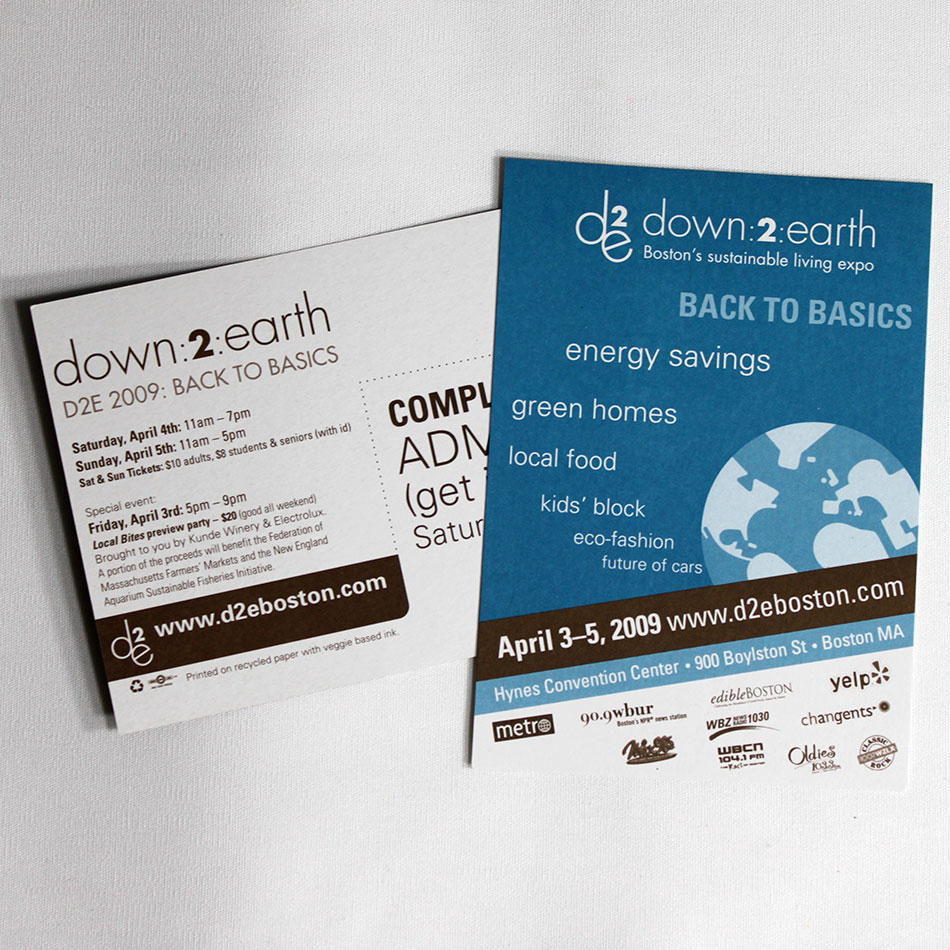 down:2:earth
D2E 2009: BACK TO BASICS
Saturday, April 4th: 11am – 7pm
Sunday, April 5th: 11am – 5pm
Sat & Sun Tickets: $10 adults, $8 students & seniors (with id)
Special event:
Friday, April 3rd: 5pm – 9pm
Local Bites preview party – $20 (good all weekend)
Brought to you by Kunde Winery & Electrolux.
A portion of the proceeds will benefit the Federation of
Massachusetts Farmers' Markets and the New England
Aquarium Sustainable Fisheries Initiative.
d2e www.d2eboston.com
Printed on recycled paper with veggie based ink.
COMPL
ADM
(get
Satur
d2e down:2:earth
Boston's sustainable living expo
BACK TO BASICS
energy savings
green homes
local food
kids' block
eco-fashion
future of cars
April 3–5, 2009 www.d2eboston.com
Hynes Convention Center • 900 Boylston St • Boston MA
metro
90.9wbur
Boston's NPR® news station
edibleBOSTON
yelp
WBZ NEWS RADIO 1030
changents
WBCN
104.1 FM
Oldies
103.3
CLASSIC
ROCK